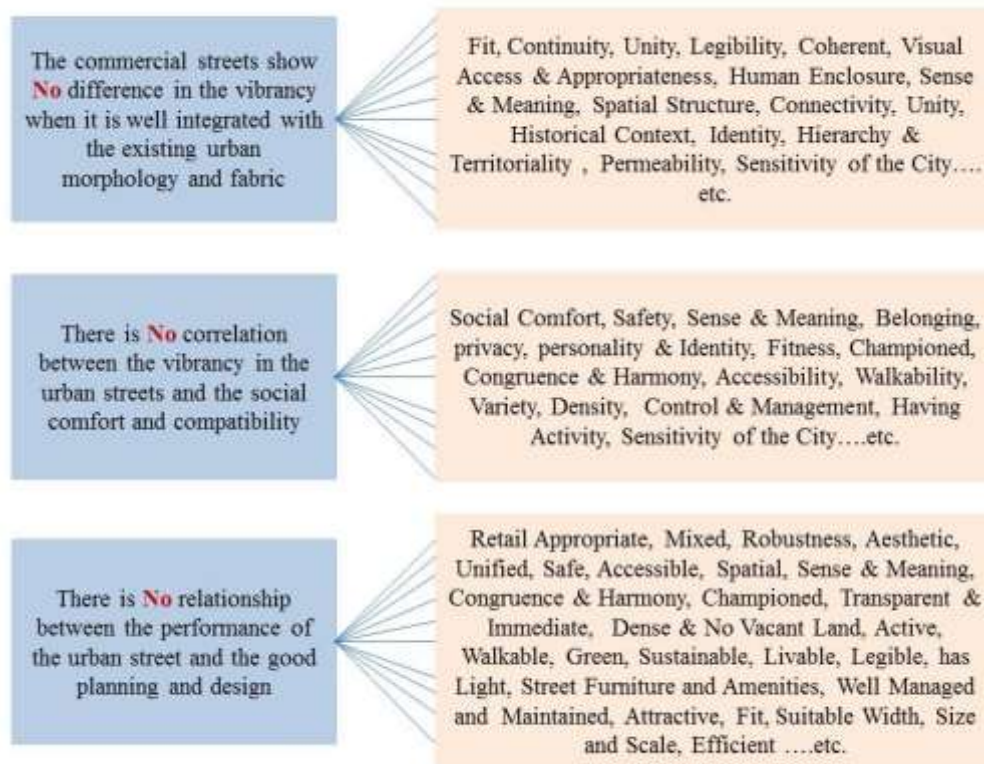 The commercial streets show
No difference in the vibrancy
when it is well integrated with
the existing urban
morphology and fabric
Fit, Continuity, Unity, Legibility, Coherent, Visual
Access & Appropriateness, Human Enclosure, Sense
& Meaning, Spatial Structure, Connectivity, Unity,
Historical Context, Identity, Hierarchy &
Territoriality , Permeability, Sensitivity of the City....
etc.
There is No correlation
between the vibrancy in the
urban streets and the social
comfort and compatibility
Social Comfort, Safety, Sense & Meaning, Belonging,
privacy, personality & Identity, Fitness, Championed,
Congruence & Harmony, Accessibility, Walkability,
Variety, Density, Control & Management, Having
Activity, Sensitivity of the City....etc.
There is No relationship
between the performance of
the urban street and the good
planning and design
Retail Appropriate, Mixed, Robustness, Aesthetic,
Unified, Safe, Accessible, Spatial, Sense & Meaning,
Congruence & Harmony, Championed, Transparent &
Immediate, Dense & No Vacant Land, Active,
Walkable, Green, Sustainable, Livable, Legible, has
Light, Street Furniture and Amenities, Well Managed
and Maintained, Attractive, Fit, Suitable Width, Size
and Scale, Efficient ....etc.